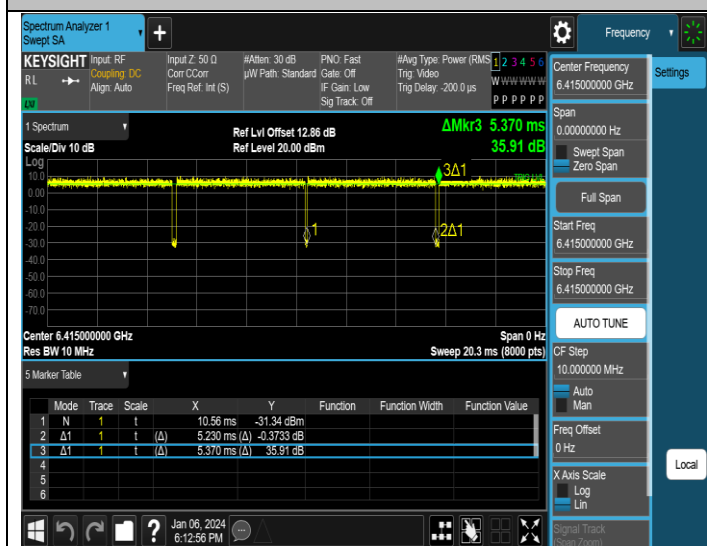 Spectrum Analyzer 1
Swept SA
Frequency
KEYSIGHT Input: RF Input Z: 50 Ω #Atten: 30 dB PNO: Fast #Avg Type: Power (RMS 1 2 3 4 5 6
RL Coupling: DC Corr CCorr µW Path: Standard Gate: Off Trig: Video W W W W W W
Align: Auto Freq Ref: Int (S) IF Gain: Low Trig Delay: -200.0 µs
LXI Sig Track: Off P P P P P P
1 Spectrum
Ref Lvl Offset 12.86 dB
ΔMkr3 5.370 ms
Scale/Div 10 dB Ref Level 20.00 dBm 35.91 dB
Log
10.0
0.00
-10.0
-20.0
-30.0
-40.0
-50.0
-60.0
-70.0
3Δ1
1
2Δ1
Center 6.415000000 GHz Span 0 Hz
Res BW 10 MHz Sweep 20.3 ms (8000 pts)
5 Marker Table
Mode Trace Scale X Y Function Function Width Function Value
1 N 1 t 10.56 ms -31.34 dBm
2 Δ1 1 t (Δ) 5.230 ms (Δ) -0.3733 dB
3 Δ1 1 t (Δ) 5.370 ms (Δ) 35.91 dB
4
5
6
Jan 06, 2024
6:12:56 PM
Center Frequency
6.415000000 GHz
Span
0.00000000 Hz
Swept Span
Zero Span
Full Span
Start Freq
6.415000000 GHz
Stop Freq
6.415000000 GHz
AUTO TUNE
CF Step
10.000000 MHz
Auto
Man
Freq Offset
0 Hz
X Axis Scale
Log
Lin
Signal Track
(Span Zoom)
Settings
Local